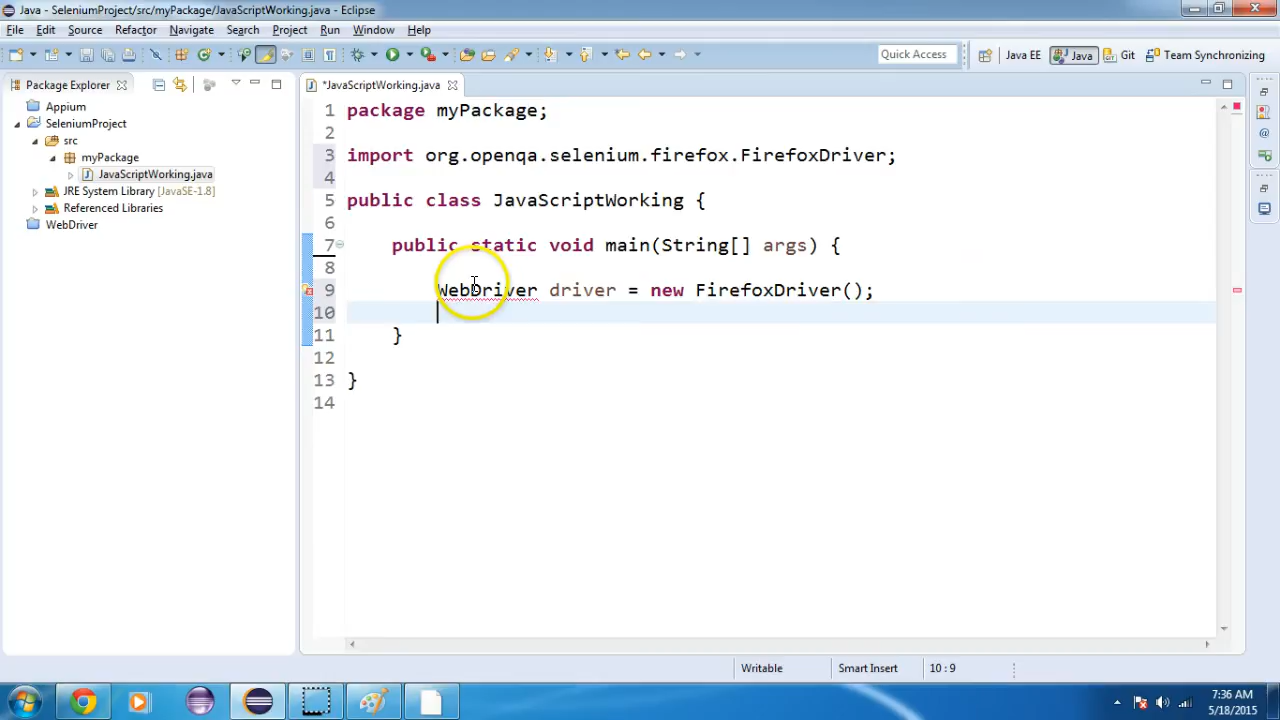 Java - SeleniumProject/src/myPackage/JavaScriptWorking.java - Eclipse
File Edit Source Refactor Navigate Search Project Run Window Help
Quick Access Java EE Java Git Team Synchronizing
Package Explorer
Appium
SeleniumProject
src
myPackage
JavaScriptWorking.java
JRE System Library [JavaSE-1.8]
Referenced Libraries
WebDriver
*JavaScriptWorking.java
1 package myPackage;
2
3 import org.openqa.selenium.firefox.FirefoxDriver;
4
5 public class JavaScriptWorking {
6
7 public static void main(String[] args) {
8
9 WebDriver driver = new FirefoxDriver();
10
11 }
12
13 }
14
Writable Smart Insert 10 : 9
7:36 AM
5/18/2015